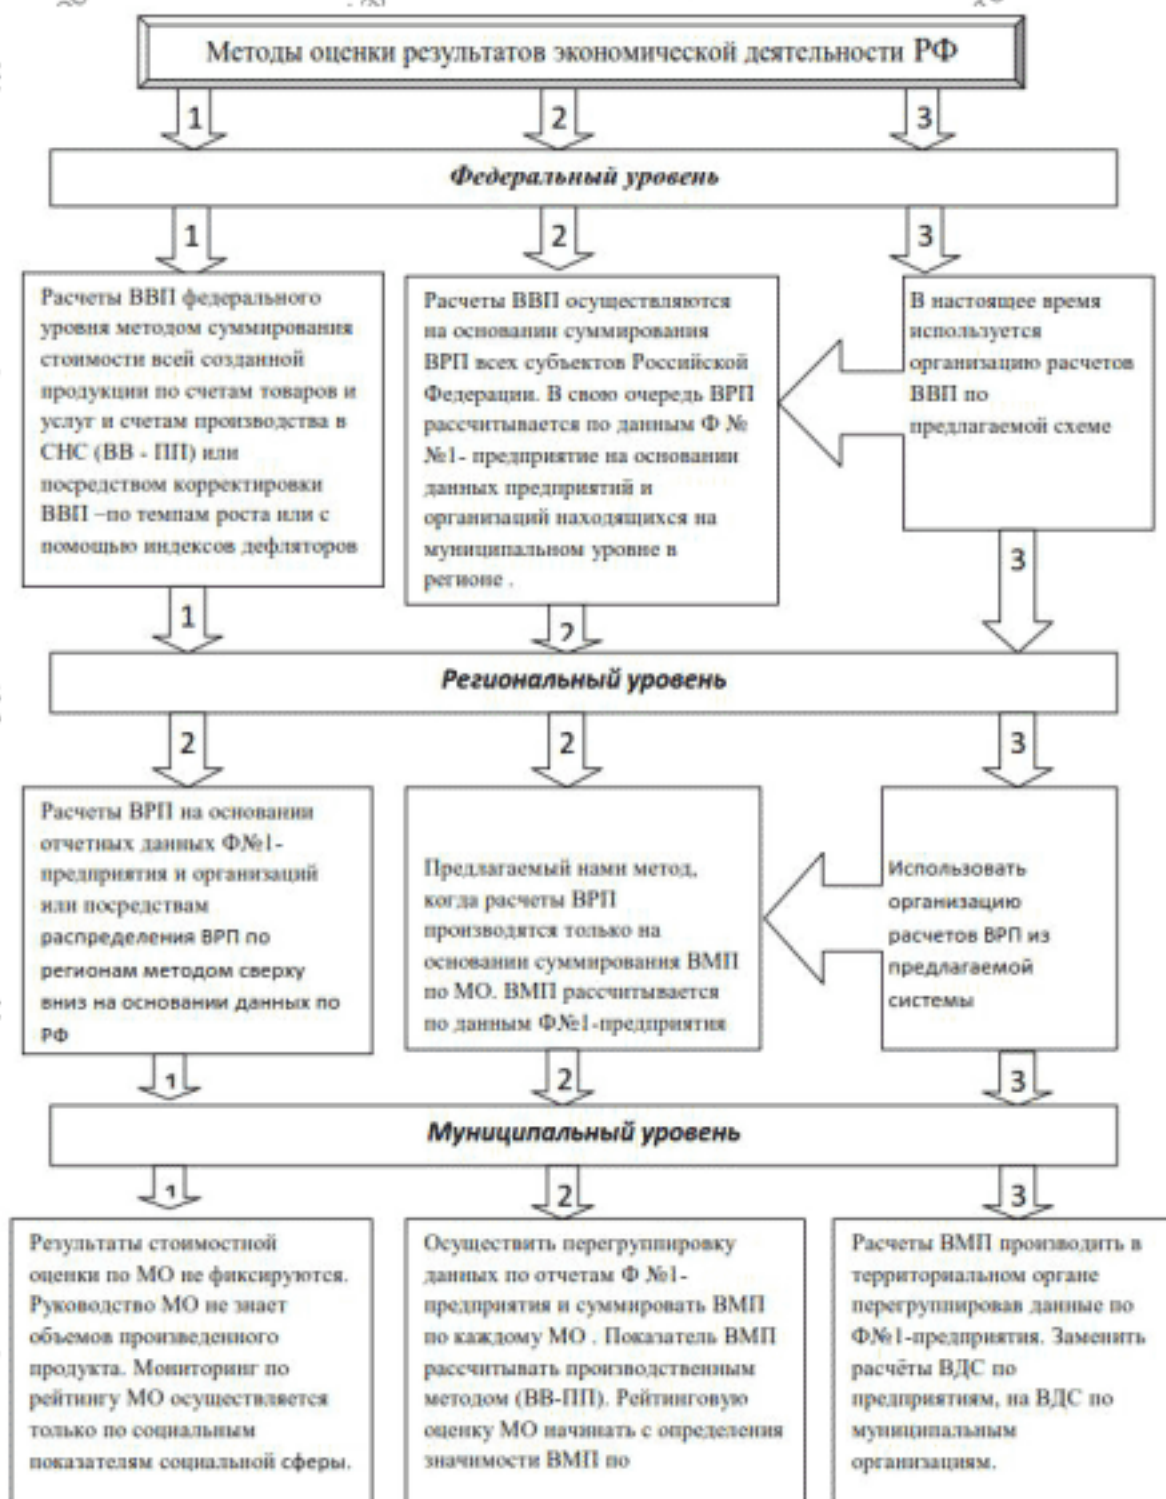 Методы оценки результатов экономической деятельности РФ
1
2
3
Федеральный уровень
1
2
3
Расчеты ВВП федерального
уровня методом суммирования
стоимости всей созданной
продукции по счетам товаров и
услуг и счетам производства в
СНС (ВВ - ПП) или
посредством корректировки
ВВП –по темпам роста или с
помощью индексов дефляторов
Расчеты ВВП осуществляются
на основании суммирования
ВРП всех субъектов Российской
Федерации. В свою очередь ВРП
рассчитывается по данным Ф №
№1- предприятие на основании
данных предприятий и
организаций находящихся на
муниципальном уровне в
регионе .
В настоящее время
используется
организацию расчетов
ВВП по
предлагаемой схеме
1
2
3
Региональный уровень
2
2
3
Расчеты ВРП на основании
отчетных данных Ф№1-
предприятия и организаций
или посредствам
распределения ВРП по
регионам методом сверху
вниз на основании данных по
РФ
Предлагаемый нами метод,
когда расчеты ВРП
производятся только на
основании суммирования ВМП
по МО. ВМП рассчитывается
по данным Ф№1-предприятия
Использовать
организацию
расчетов ВРП из
предлагаемой
системы
1
2
3
Муниципальный уровень
1
2
3
Результаты стоимостной
оценки по МО не фиксируются.
Руководство МО не знает
объемов произведенного
продукта. Мониторинг по
рейтингу МО осуществляется
только по социальным
показателям социальной сферы.
Осуществить перегруппировку
данных по отчетам Ф №1-
предприятия и суммировать ВМП
по каждому МО . Показатель ВМП
рассчитывать производственным
методом (ВВ-ПП). Рейтинговую
оценку МО начинать с определения
значимости ВМП по
Расчеты ВМП производить в
территориальном органе
перегруппировав данные по
Ф№1-предприятия. Заменить
расчёты ВДС по
предприятиям, на ВДС по
муниципальным
организациям.